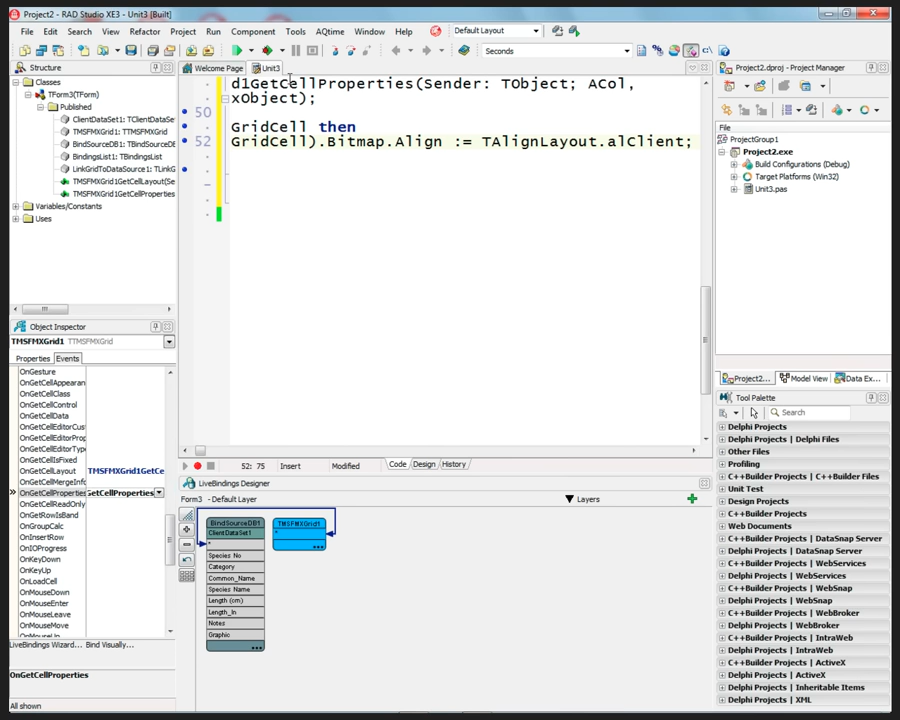 Project2 - RAD Studio XE3 - Unit3 [Built]
File Edit Search View Refactor Project Run Component Tools AQtime Window Help Default Layout
Seconds
Structure
Classes
TForm3(TForm)
Published
ClientDataSet1: TClientDataSe
TMSFMXGrid1: TTMSFMXGrid
BindSourceDB1: TBindSourceDB
BindingsList1: TBindingsList
LinkGridToDataSource1: TLinkG
TMSFMXGrid1GetCellLayout(Se
TMSFMXGrid1GetCellProperties
Variables/Constants
Uses
Object Inspector
TMSFMXGrid1 TTMSFMXGrid
Properties Events
OnGesture
OnGetCellAppearan
OnGetCellClass
OnGetCellControl
OnGetCellData
OnGetCellEditorCus
OnGetCellEditorProp
OnGetCellEditorType
OnGetCellIsFixed
OnGetCellLayout TMSFMXGrid1GetCe
OnGetCellMergeInfo
OnGetCellProperties GetCellProperties
OnGetCellReadOnly
OnGetRowIsBand
OnGroupCalc
OnInsertRow
OnIOProgress
OnKeyDown
OnKeyUp
OnLoadCell
OnMouseDown
OnMouseEnter
OnMouseLeave
OnMouseMove
OnMouseUp
LiveBindings Wizard... Bind Visually...
OnGetCellProperties
All shown
Welcome Page Unit3
d1GetCellProperties(Sender: TObject; ACol,
xObject);
50
GridCell then
52 GridCell).Bitmap.Align := TAlignLayout.alClient;
52: 75 Insert Modified Code Design History
LiveBindings Designer
Form3 - Default Layer Layers
BindSourceDB1
ClientDataSet1
*
Species No
Category
Common_Name
Species Name
Length (cm)
Length_In
Notes
Graphic
TMSFMXGrid1
*
Project2.dproj - Project Manager
File
ProjectGroup1
Project2.exe
Build Configurations (Debug)
Target Platforms (Win32)
Unit3.pas
Project2... Model View Data Ex...
Tool Palette
Search
Delphi Projects
Delphi Projects | Delphi Files
Other Files
Profiling
C++Builder Projects | C++Builder Files
Unit Test
Design Projects
C++Builder Projects
Web Documents
C++Builder Projects | DataSnap Server
Delphi Projects | DataSnap Server
C++Builder Projects | WebServices
Delphi Projects | WebServices
C++Builder Projects | WebSnap
Delphi Projects | WebSnap
C++Builder Projects | WebBroker
Delphi Projects | WebBroker
C++Builder Projects | IntraWeb
Delphi Projects | IntraWeb
C++Builder Projects | ActiveX
Delphi Projects | ActiveX
Delphi Projects | Inheritable Items
Delphi Projects | XML